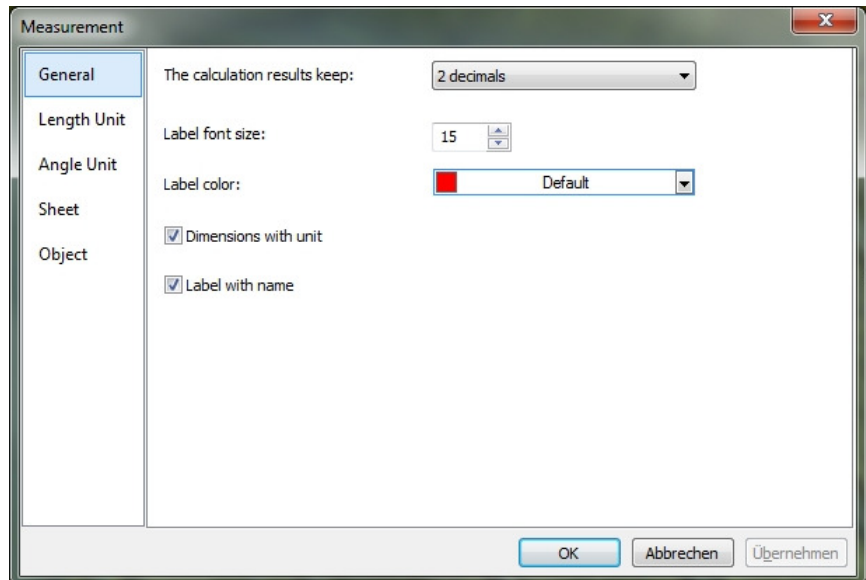 Measurement
General
Length Unit
Angle Unit
Sheet
Object
The calculation results keep: 2 decimals
Label font size: 15
Label color: Default
Dimensions with unit
Label with name
OK Abbrechen Übernehmen